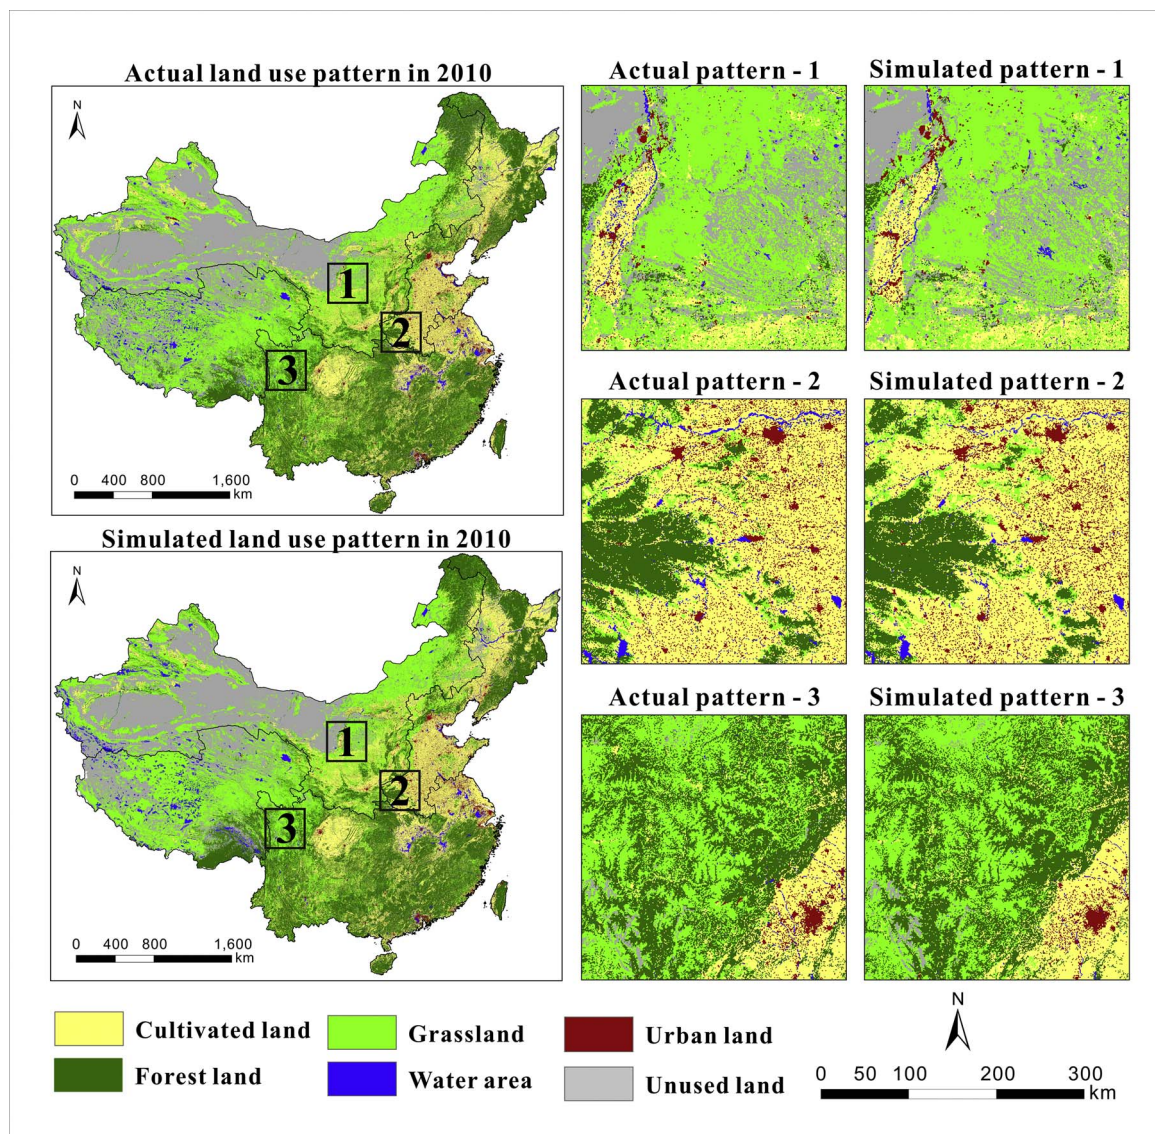 Actual land use pattern in 2010
N
1
2
3
0 400 800 1,600
km
Simulated land use pattern in 2010
N
1
2
3
0 400 800 1,600
km
Actual pattern - 1
Simulated pattern - 1
Actual pattern - 2
Simulated pattern - 2
Actual pattern - 3
Simulated pattern - 3
Cultivated land
Grassland
Urban land
Forest land
Water area
Unused land
N
0 50 100 200 300
km